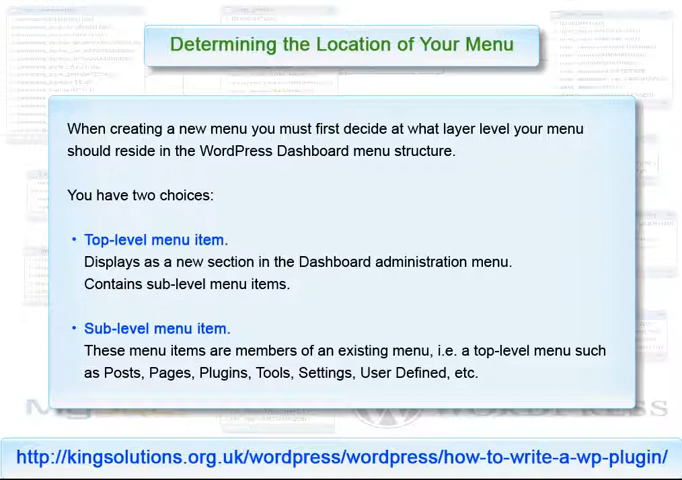 Determining the Location of Your Menu
When creating a new menu you must first decide at what layer level your menu
should reside in the WordPress Dashboard menu structure.
You have two choices:
• Top-level menu item.
Displays as a new section in the Dashboard administration menu.
Contains sub-level menu items.
• Sub-level menu item.
These menu items are members of an existing menu, i.e. a top-level menu such
as Posts, Pages, Plugins, Tools, Settings, User Defined, etc.
WORDPRESS
http://kingsolutions.org.uk/wordpress/wordpress/how-to-write-a-wp-plugin/